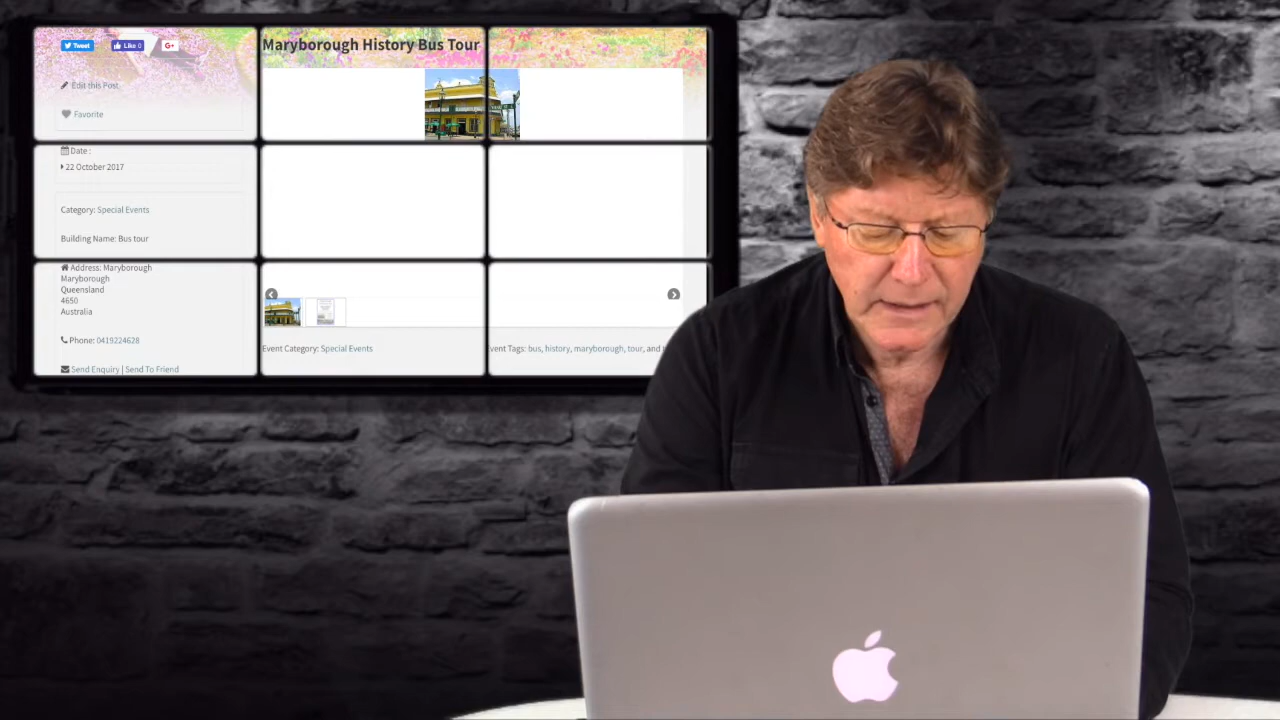 Tweet
Like 0
G+
Edit this Post
Favorite
Date :
22 October 2017
Category: Special Events
Building Name: Bus tour
Address: Maryborough
Maryborough
Queensland
4650
Australia
Phone: 0419224628
Send Enquiry | Send To Friend
Maryborough History Bus Tour
Event Category: Special Events
vent Tags: bus, history, maryborough, tour, and